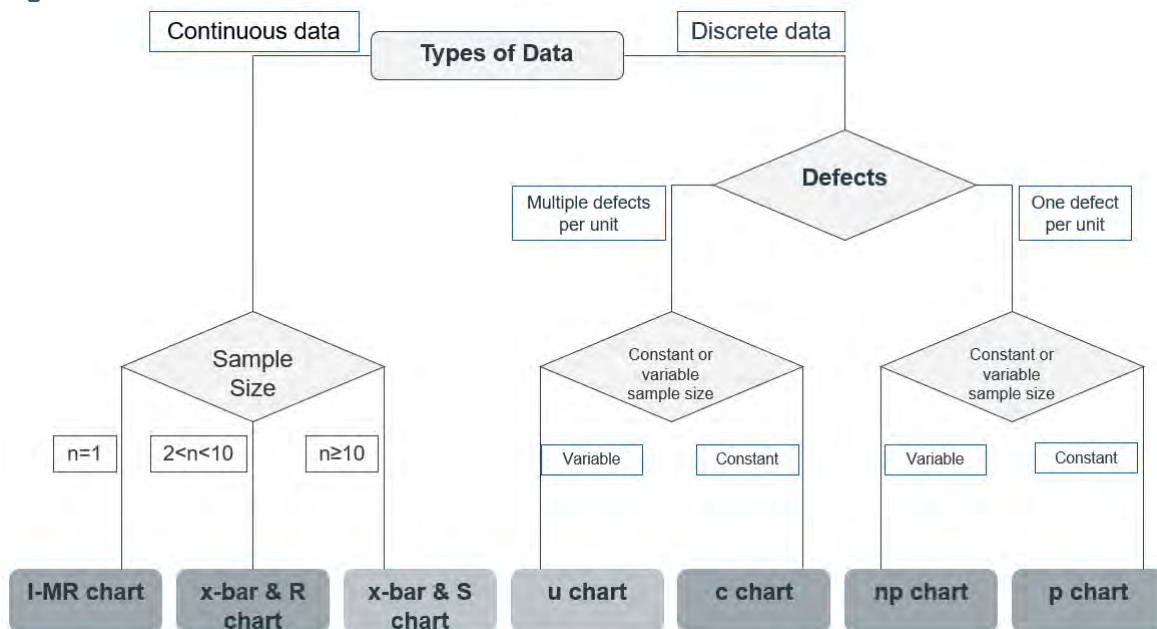 Continuous data
Types of Data
Discrete data
Defects
Multiple defects
per unit
One defect
per unit
Sample
Size
Constant or
variable
sample size
Constant or
variable
sample size
n=1
2<n<10
n≥10
Variable
Constant
Variable
Constant
I-MR chart
x-bar & R
chart
x-bar & S
chart
u chart
c chart
np chart
p chart